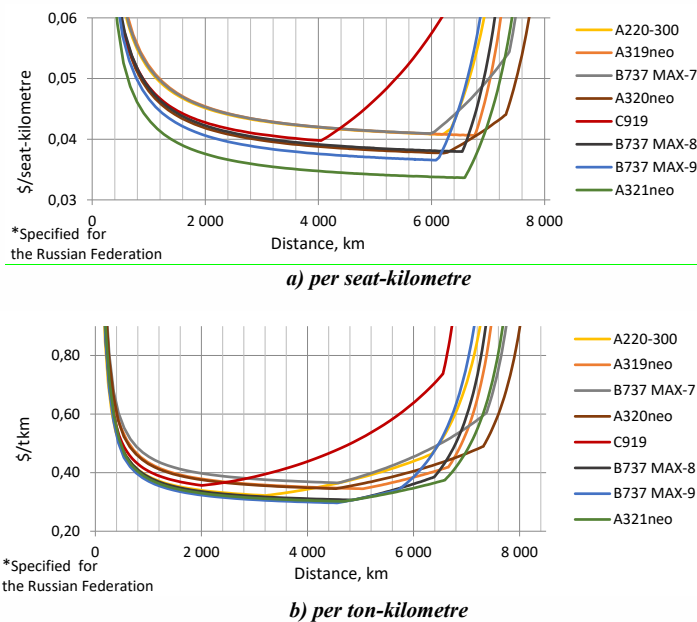 0,06
0,05
0,04
0,03
$/seat-kilometre
0 2 000 4 000 6 000 8 000
Distance, km
*Specified for
the Russian Federation
A220-300
A319neo
B737 MAX-7
A320neo
C919
B737 MAX-8
B737 MAX-9
A321neo
a) per seat-kilometre
0,80
0,60
0,40
0,20
$/tkm
0 2 000 4 000 6 000 8 000
Distance, km
*Specified for
the Russian Federation
A220-300
A319neo
B737 MAX-7
A320neo
C919
B737 MAX-8
B737 MAX-9
A321neo
b) per ton-kilometre